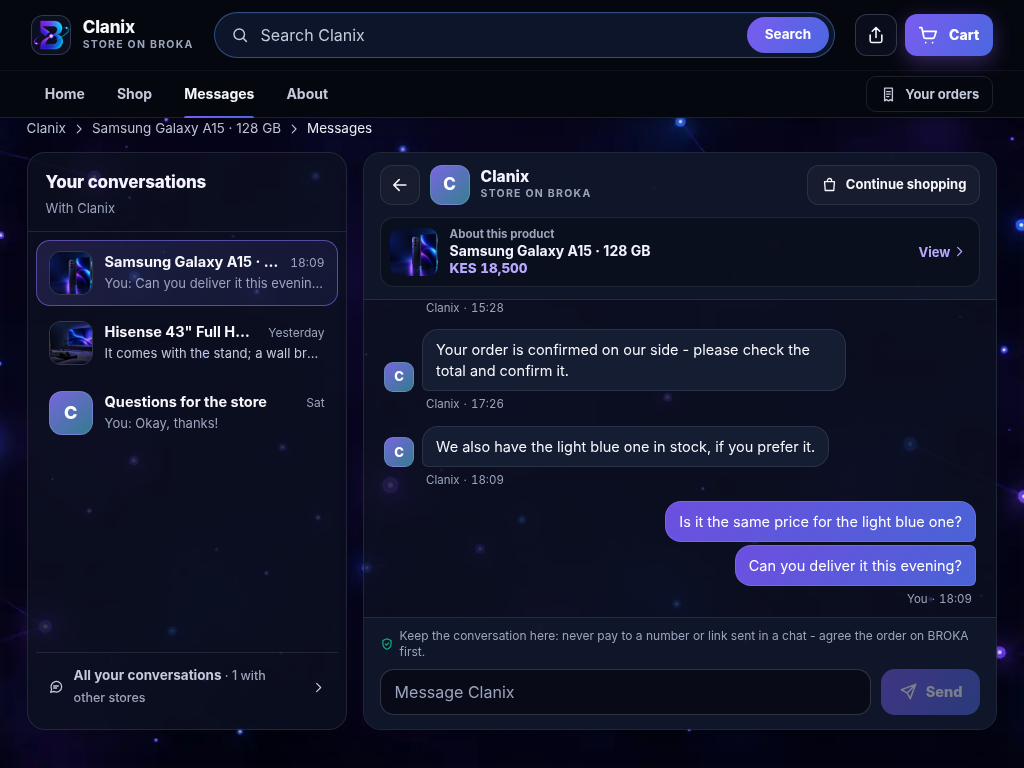 Clanix
STORE ON BROKA
Search Clanix
Search
Cart
Home
Shop
Messages
About
Your orders
Clanix
Samsung Galaxy A15 · 128 GB
Messages
Your conversations
With Clanix
Samsung Galaxy A15 · ...
18:09
You: Can you deliver it this evenin...
Hisense 43" Full H...
Yesterday
It comes with the stand; a wall br...
C
Questions for the store
Sat
You: Okay, thanks!
All your conversations · 1 with
other stores
C
Clanix
STORE ON BROKA
Continue shopping
About this product
Samsung Galaxy A15 · 128 GB
KES 18,500
View
Clanix · 15:28
Your order is confirmed on our side - please check the
total and confirm it.
C
Clanix · 17:26
We also have the light blue one in stock, if you prefer it.
C
Clanix · 18:09
Is it the same price for the light blue one?
Can you deliver it this evening?
You · 18:09
Keep the conversation here: never pay to a number or link sent in a chat - agree the order on BROKA
first.
Message Clanix
Send